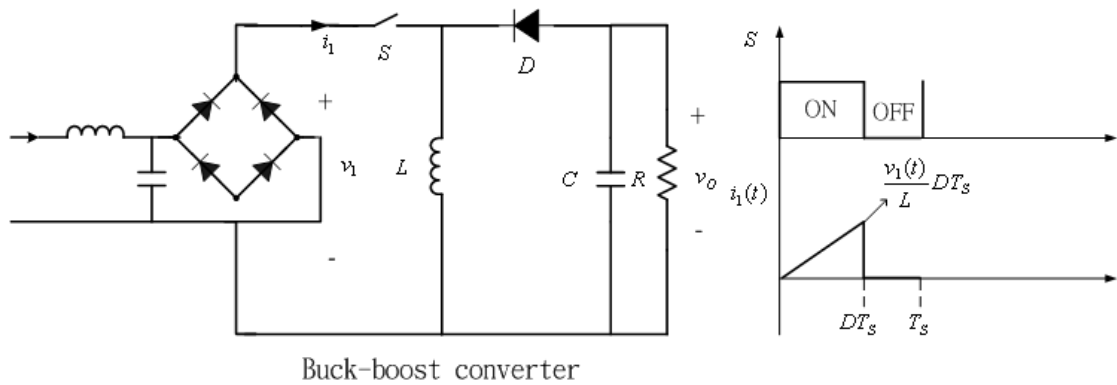 i₁
S
D
+
v₁
-
L
C
R
+
v₀
-
Buck-boost converter
S
ON
OFF
i₁(t)
v₁(t)/L DTₛ
DTₛ
Tₛ